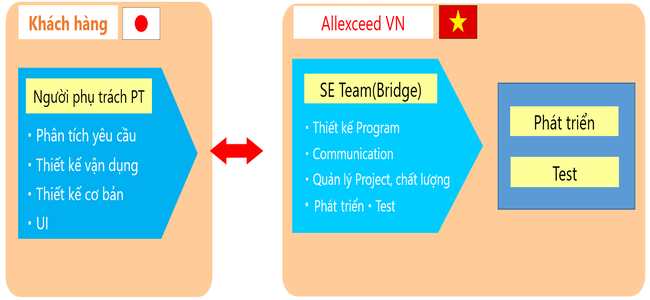 Khách hàng
Người phụ trách PT
・Phân tích yêu cầu
・Thiết kế vận dụng
・Thiết kế cơ bản
・UI
Allexceed VN
SE Team(Bridge)
・Thiết kế Program
・Communication
・Quản lý Project, chất lượng
・Phát triển・Test
Phát triển
Test